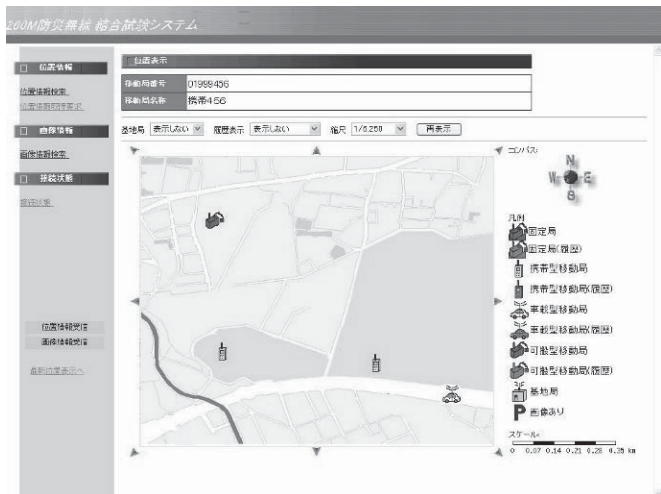 260M防災無線 結合試験システム
位置情報
位置情報検索
位置情報取得要求
画像情報
画像情報検索
接続状態
接続状態
位置情報受信
画像情報受信
最新位置表示へ
位置表示
移動局番号 01999456
移動局名称 携帯456
基地局 表示しない 履歴表示 表示しない 縮尺 1/6,250 再表示
コンパス:
N
W E
S
凡例
固定局
固定局(履歴)
携帯型移動局
携帯型移動局(履歴)
車載型移動局
車載型移動局(履歴)
可搬型移動局
可搬型移動局(履歴)
基地局
P 画像あり
スケール:
0 0.07 0.14 0.21 0.28 0.35 km